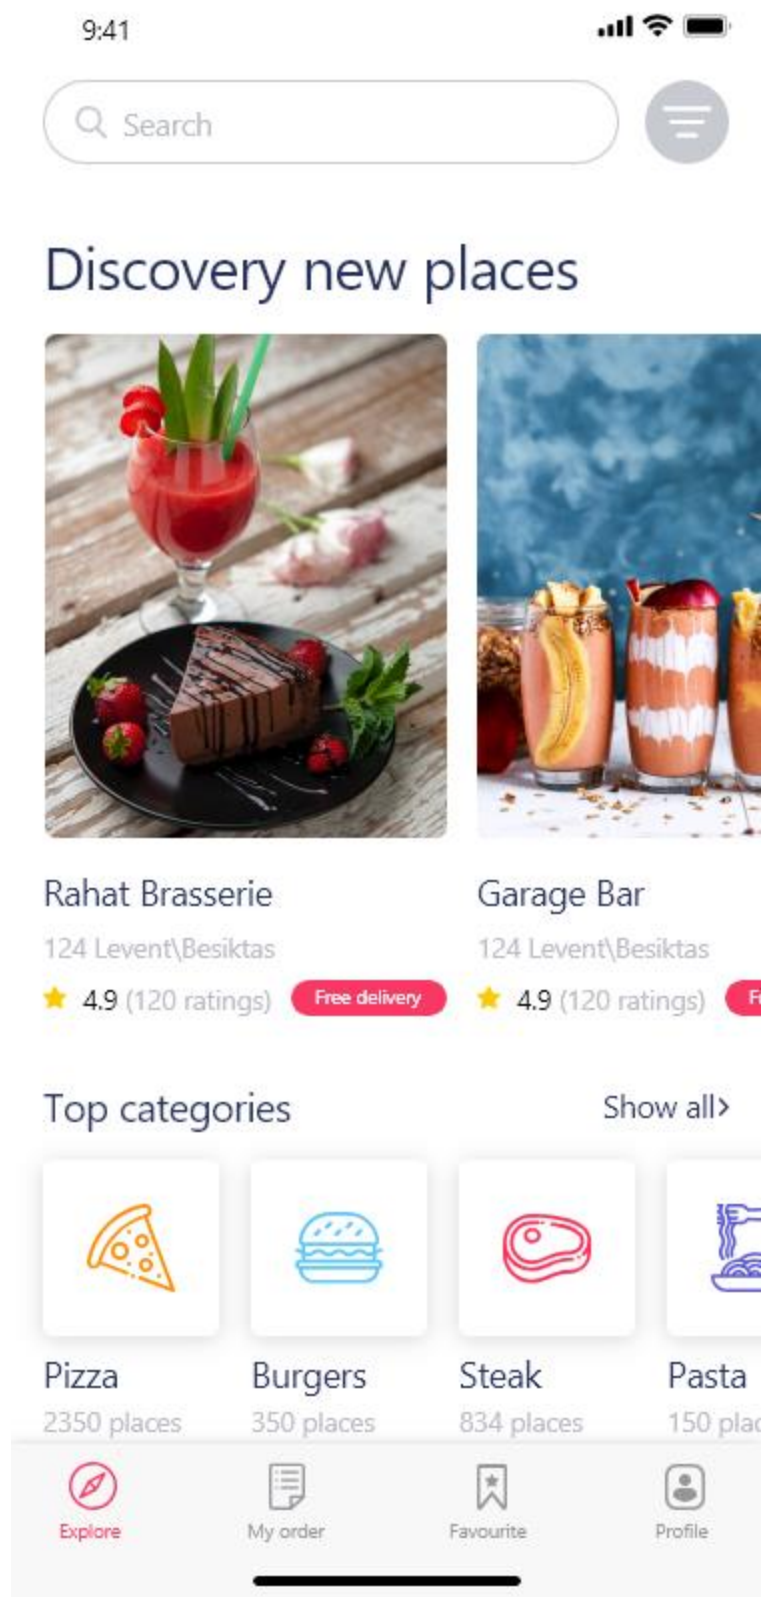 9:41
Search
Discovery new places
Rahat Brasserie
124 Levent\Besiktas
4.9 (120 ratings) Free delivery
Garage Bar
124 Levent\Besiktas
4.9 (120 ratings)
Top categories Show all>
Pizza Burgers Steak Pasta
2350 places 350 places 834 places 150
Explore My order Favourite Profile